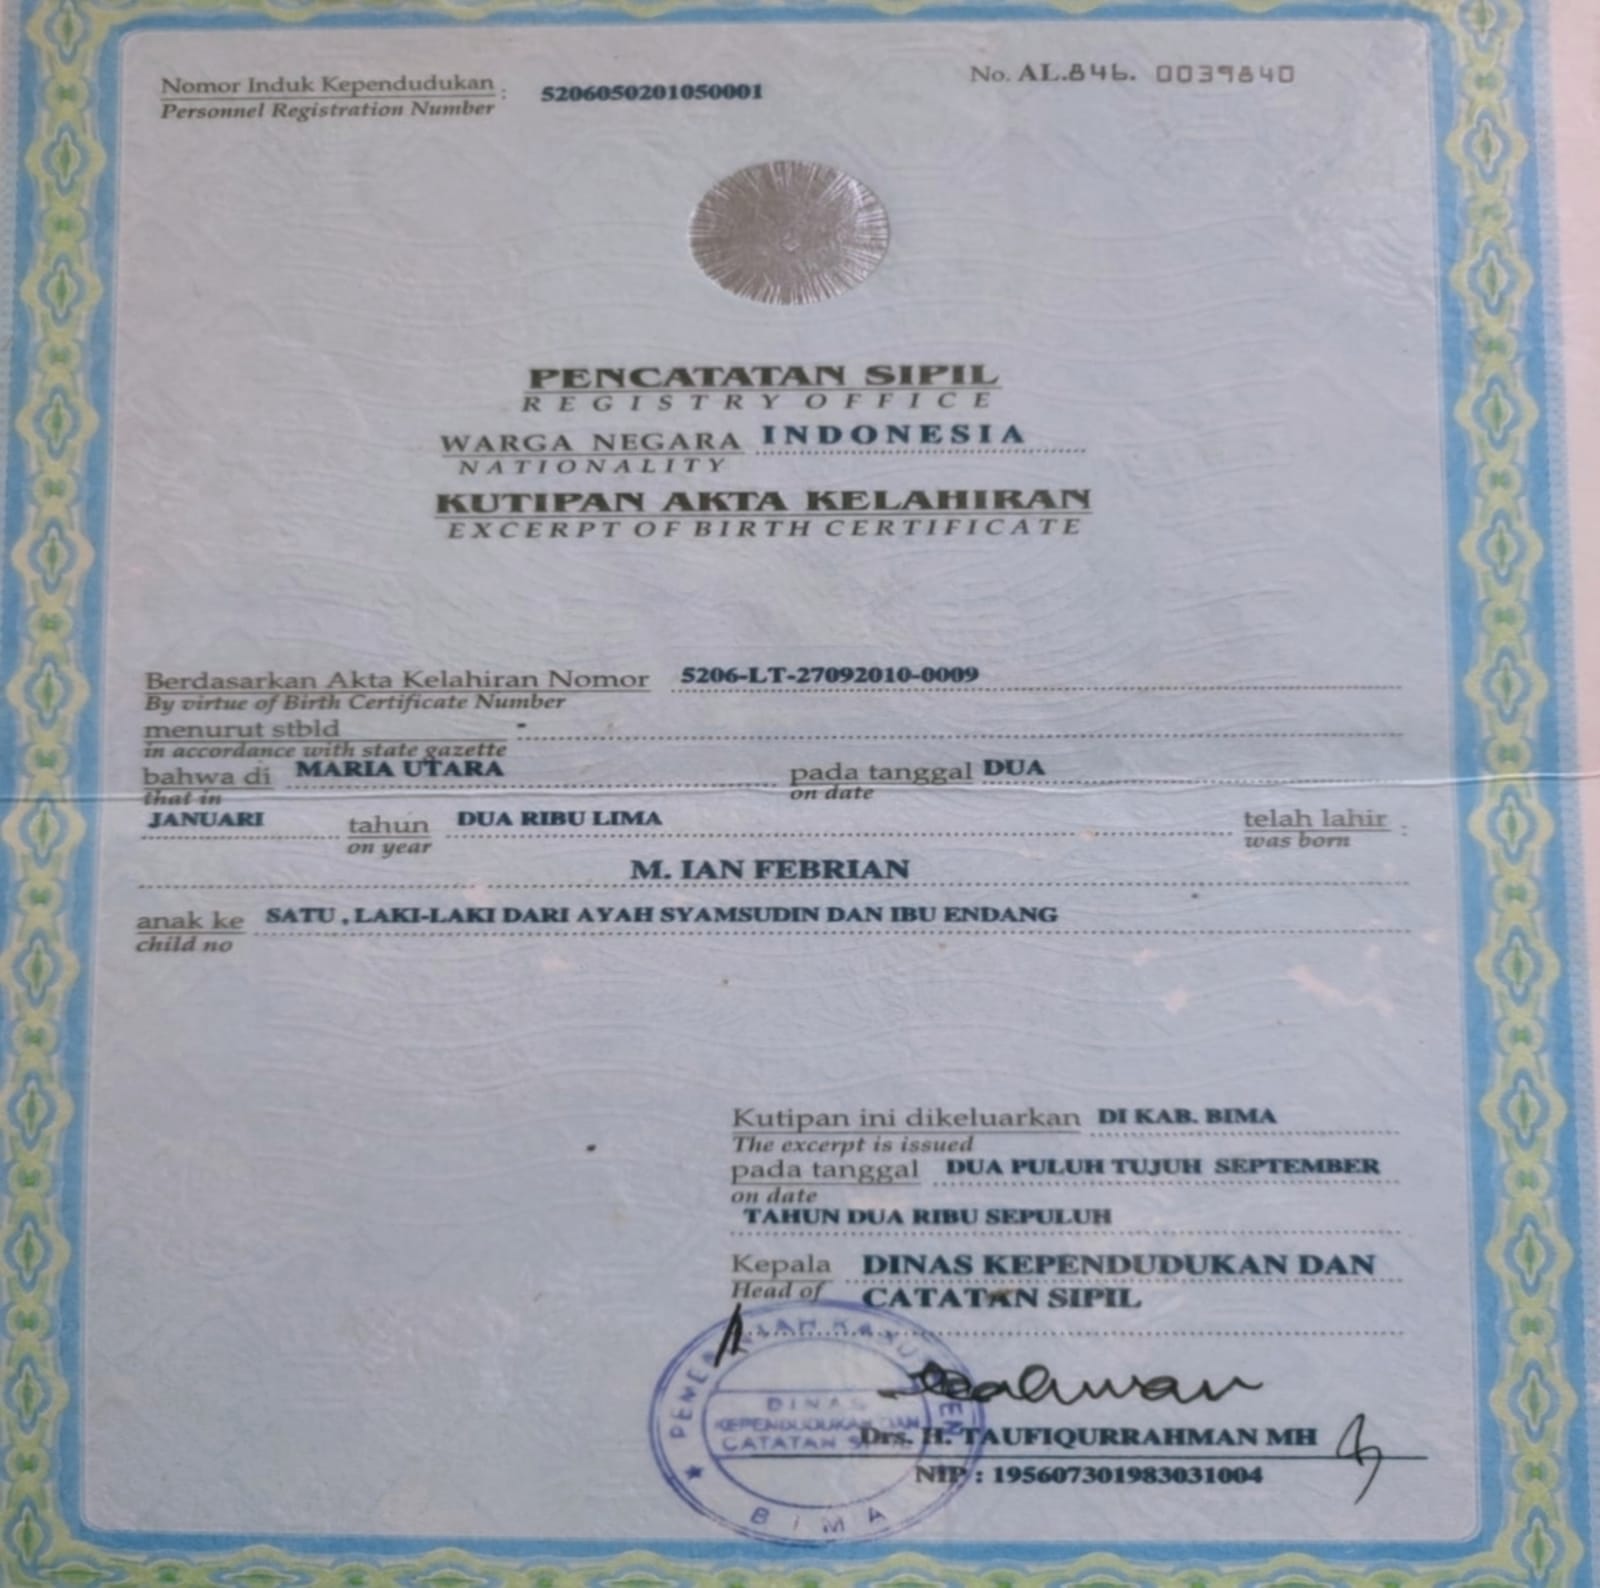 Nomor Induk Kependudukan : 5206050201050001
Personnel Registration Number
No. AL.846. 0039840
PENCATATAN SIPIL
REGISTRY OFFICE
WARGA NEGARA INDONESIA
NATIONALITY
KUTIPAN AKTA KELAHIRAN
EXCERPT OF BIRTH CERTIFICATE
Berdasarkan Akta Kelahiran Nomor 5206-LT-27092010-0009
By virtue of Birth Certificate Number
menurut stbld -
in accordance with state gazette
bahwa di MARIA UTARA pada tanggal DUA
that in on date
JANUARI tahun DUA RIBU LIMA telah lahir :
on year was born
M. IAN FEBRIAN
anak ke SATU , LAKI-LAKI DARI AYAH SYAMSUDIN DAN IBU ENDANG
child no
Kutipan ini dikeluarkan DI KAB. BIMA
The excerpt is issued
pada tanggal DUA PULUH TUJUH SEPTEMBER
on date
TAHUN DUA RIBU SEPULUH
Kepala DINAS KEPENDUDUKAN DAN
Head of CATATAN SIPIL
DINAS
KEPENDUDUKAN DAN
CATATAN
BIMA
Drs. H. TAUFIQURRAHMAN MH
NIP : 195607301983031004